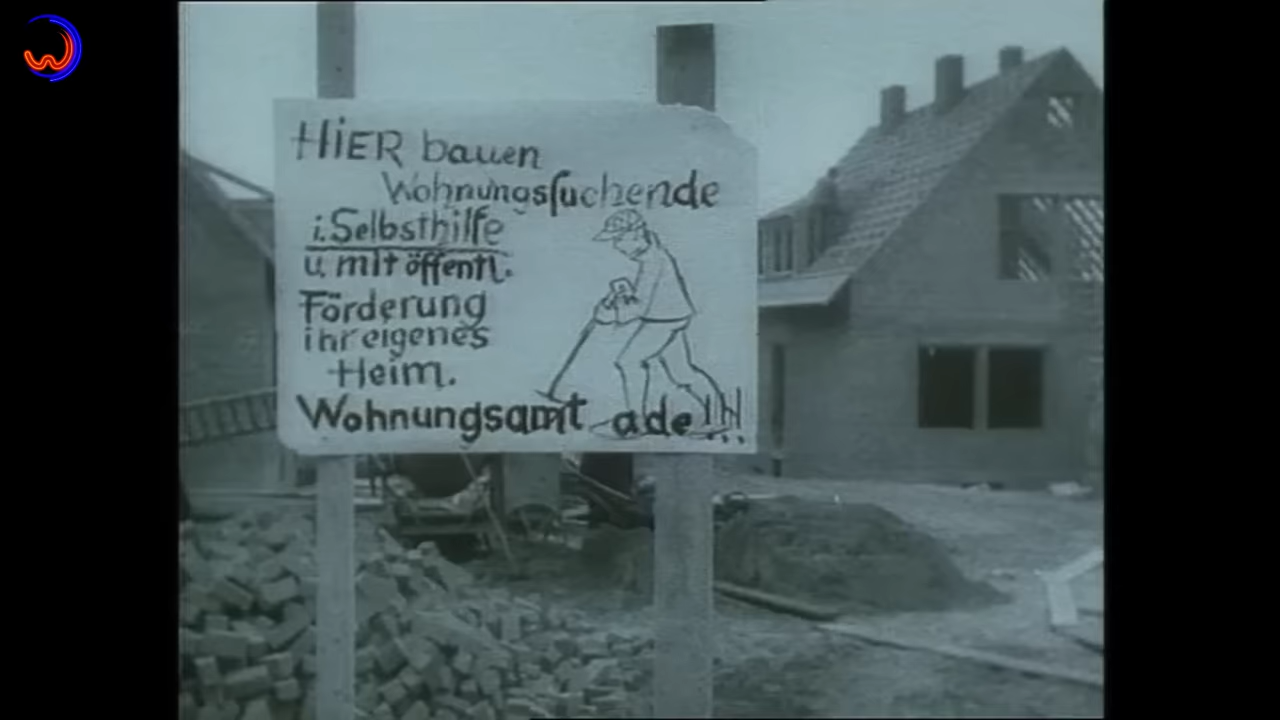 HIER bauen
Wohnungsſuchende
i. Selbsthilfe
u mit öffentl.
Förderung
ihr eigenes
Heim.
Wohnungsamt ade!!!